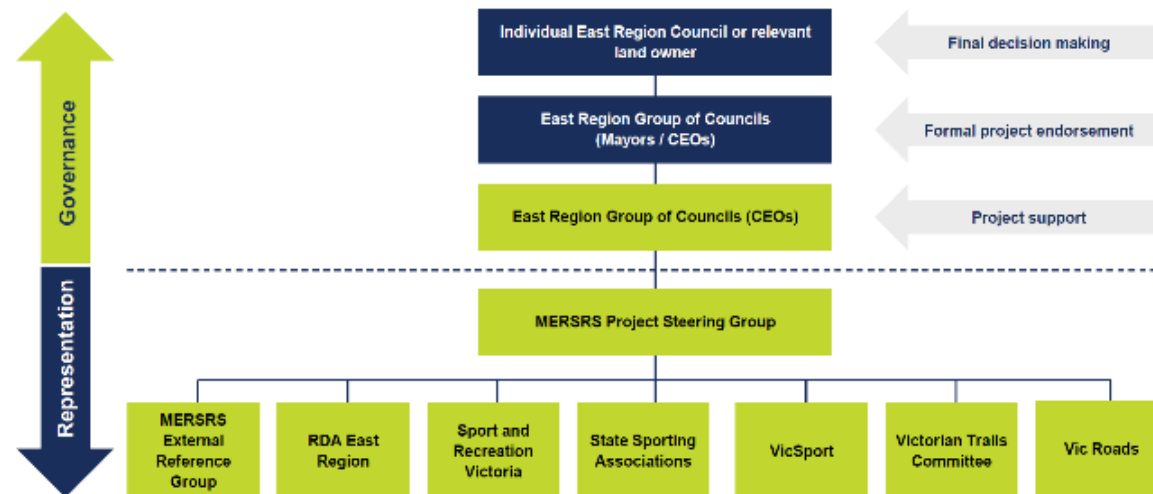 Individual East Region Council or relevant
land owner
Final decision making
East Region Group of Councils
(Mayors / CEOs)
Formal project endorsement
Governance
East Region Group of Councils (CEOs)
Project support
Representation
MERSRS Project Steering Group
MERSRS
External
Reference
Group
RDA East
Region
Sport and
Recreation
Victoria
State Sporting
Associations
VicSport
Victorian Trails
Committee
Vic Roads